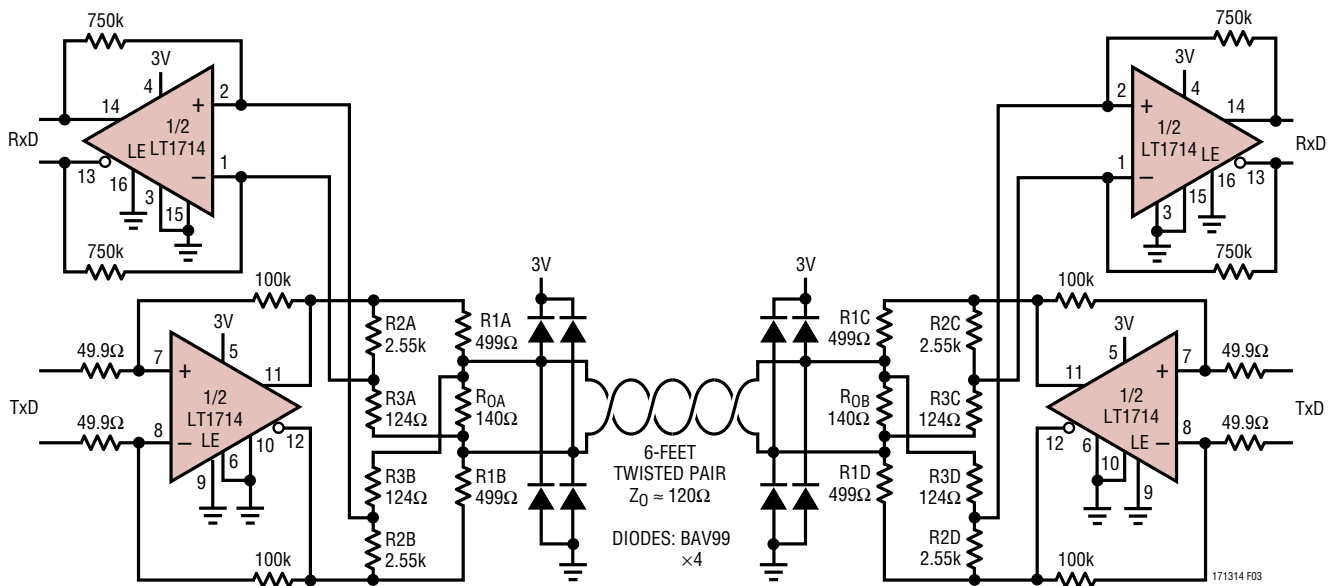 750k
750k
3V
3V
4
4
14
2
2
14
+
+
1/2
1/2
RxD
LE
LT1714
LT1714
LE
RxD
13
16
1
1
16
13
−
−
3
15
3
15
750k
750k
100k
3V
3V
100k
3V
R2A
2.55k
R1A
499Ω
R1C
499Ω
R2C
2.55k
3V
49.9Ω
7
5
5
7
49.9Ω
+
11
11
+
1/2
LT1714
R3A
124Ω
R0A
140Ω
R0B
140Ω
R3C
124Ω
1/2
LT1714
TxD
TxD
49.9Ω
8
−
LE
10
12
12
6
10
LE
−
8
49.9Ω
9
6
9
6-FEET
TWISTED PAIR
Z0 ≈ 120Ω
R3B
124Ω
R1B
499Ω
R1D
499Ω
R3D
124Ω
DIODES: BAV99
×4
R2B
2.55k
R2D
2.55k
100k
100k
171314 F03